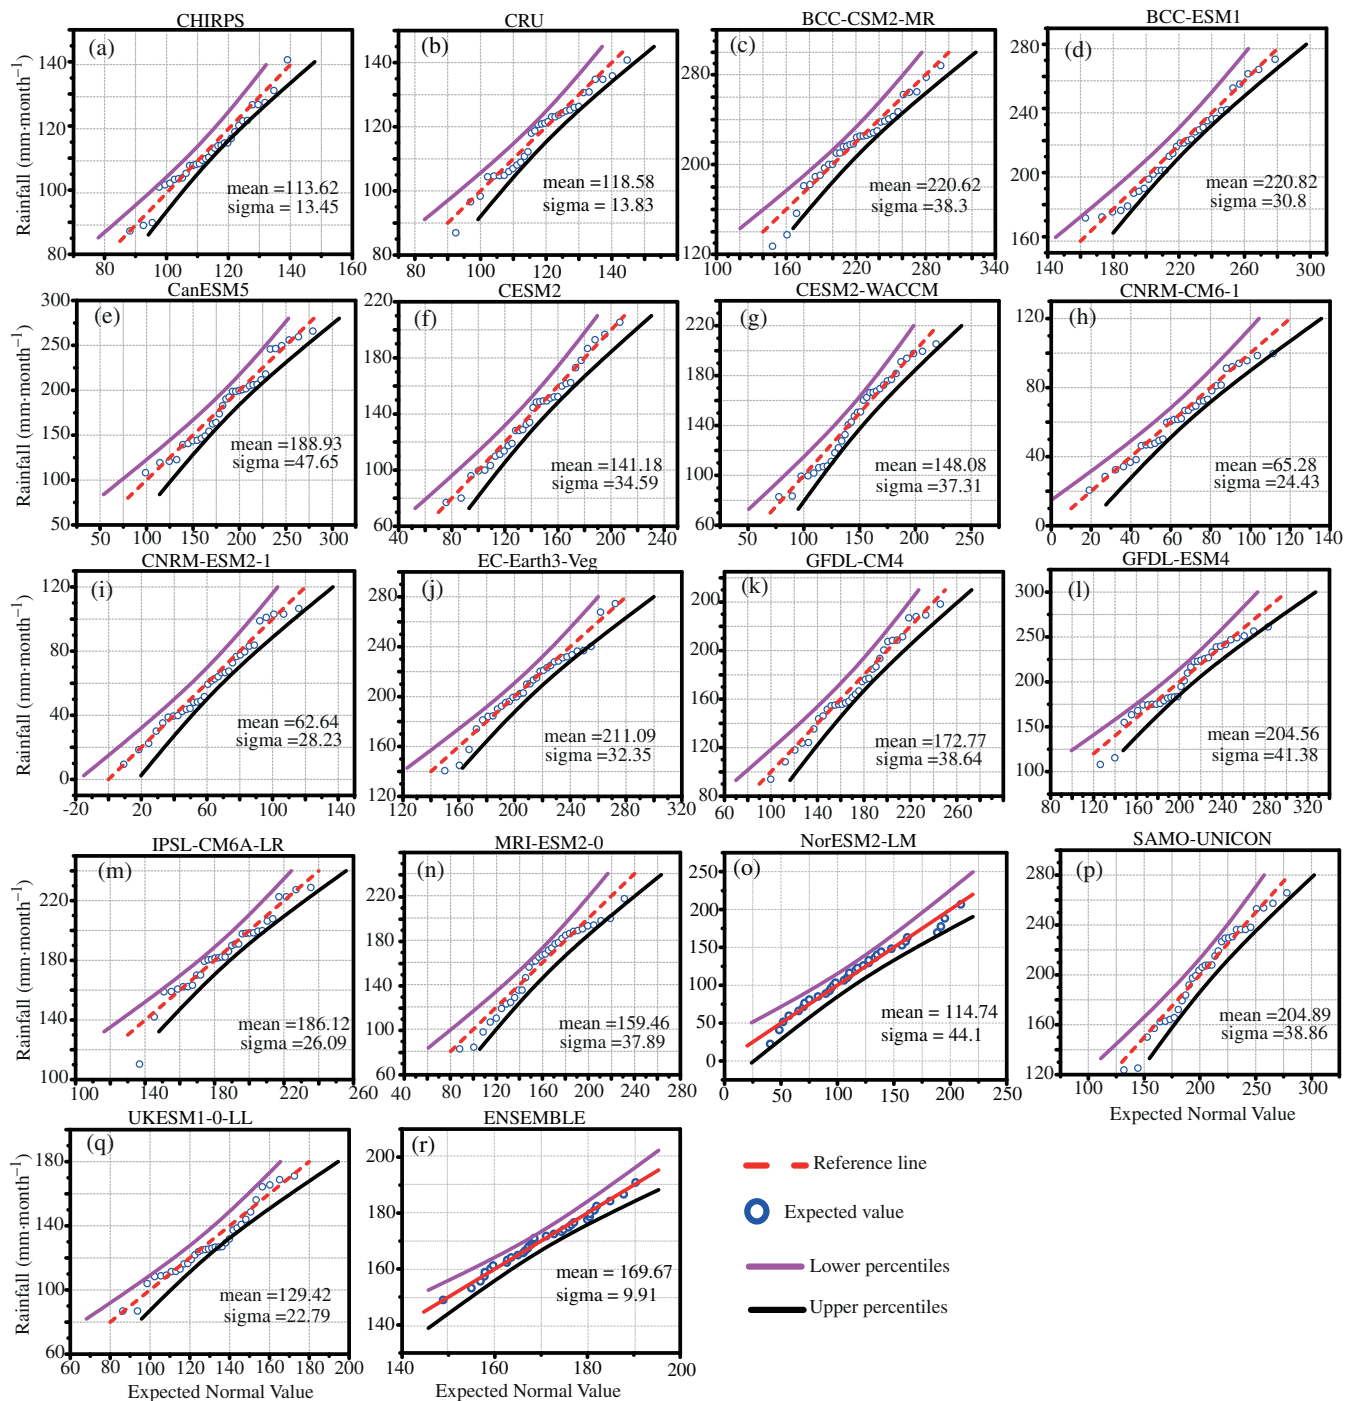 CHIRPS
CRU
BCC-CSM2-MR
BCC-ESM1
(a)
(b)
(c)
(d)
Rainfall (mm·month⁻¹)
mean =113.62
sigma = 13.45
mean =118.58
sigma = 13.83
mean =220.62
sigma =38.3
mean =220.82
sigma =30.8
140
120
100
80
80 100 120 140 160
140
120
100
80
80 100 120 140
280
200
120
100 160 220 280 340
280
240
200
160
140 180 220 260 300
CanESM5
CESM2
CESM2-WACCM
CNRM-CM6-1
(e)
(f)
(g)
(h)
Rainfall (mm·month⁻¹)
mean =188.93
sigma =47.65
mean =141.18
sigma =34.59
mean =148.08
sigma =37.31
mean =65.28
sigma =24.43
300
250
200
150
100
50
50 100 150 200 250 300
210
180
140
100
60
40 80 120 160 200 240
220
180
140
100
60
50 100 150 200 250
120
80
40
0
0 20 40 60 80 100 120 140
CNRM-ESM2-1
EC-Earth3-Veg
GFDL-CM4
GFDL-ESM4
(i)
(j)
(k)
(l)
Rainfall (mm·month⁻¹)
mean=62.64
sigma =28.23
mean =211.09
sigma =32.35
mean =172.77
sigma =38.64
mean =204.56
sigma =41.38
120
80
40
0
-20 20 60 100 140
280
240
200
160
120
120 160 200 240 280 320
200
160
120
80
80 120 160 200 240
300
250
200
150
100
80 120 160 200 240 280 320
IPSL-CM6A-LR
MRI-ESM2-0
NorESM2-LM
SAMO-UNICON
(m)
(n)
(o)
(p)
Rainfall (mm·month⁻¹)
mean =186.12
sigma =26.09
mean =159.46
sigma =37.89
mean = 114.74
sigma = 44.1
mean =204.89
sigma =38.86
220
190
160
130
100
100 140 180 220 260
240
200
160
120
100
60
40 80 120 160 200 240 280
250
200
150
100
50
0
0 50 100 150 200 250
280
240
200
160
120
100 150 200 250 300
Expected Normal Value
UKESM1-0-LL
ENSEMBLE
(q)
(r)
Rainfall (mm·month⁻¹)
mean =129.42
sigma =22.79
mean =169.67
sigma = 9.91
180
140
100
60
60 80 100 120 140 160 180 200
Expected Normal Value
200
180
160
140
140 160 180 200
Expected Normal Value
Reference line
Expected value
Lower percentiles
Upper percentiles